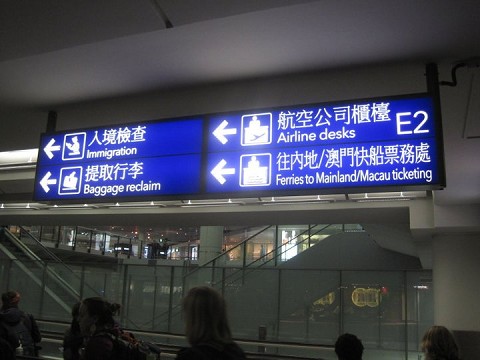 入境檢查
Immigration
提取行李
Baggage reclaim
航空公司櫃檯
Airline desks
E2
往內地/澳門快船票務處
Ferries to Mainland/Macau ticketing